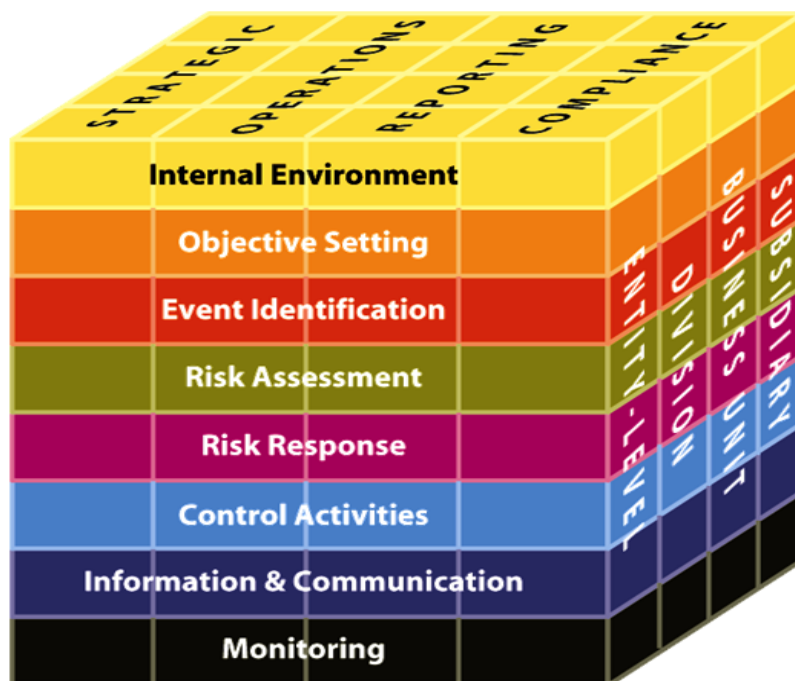 STRATEGIC
OPERATIONS
REPORTING
COMPLIANCE
Internal Environment
Objective Setting
Event Identification
Risk Assessment
Risk Response
Control Activities
Information & Communication
Monitoring
ENTITY-LEVEL
DIVISION
BUSINESS UNIT
SUBSIDIARY